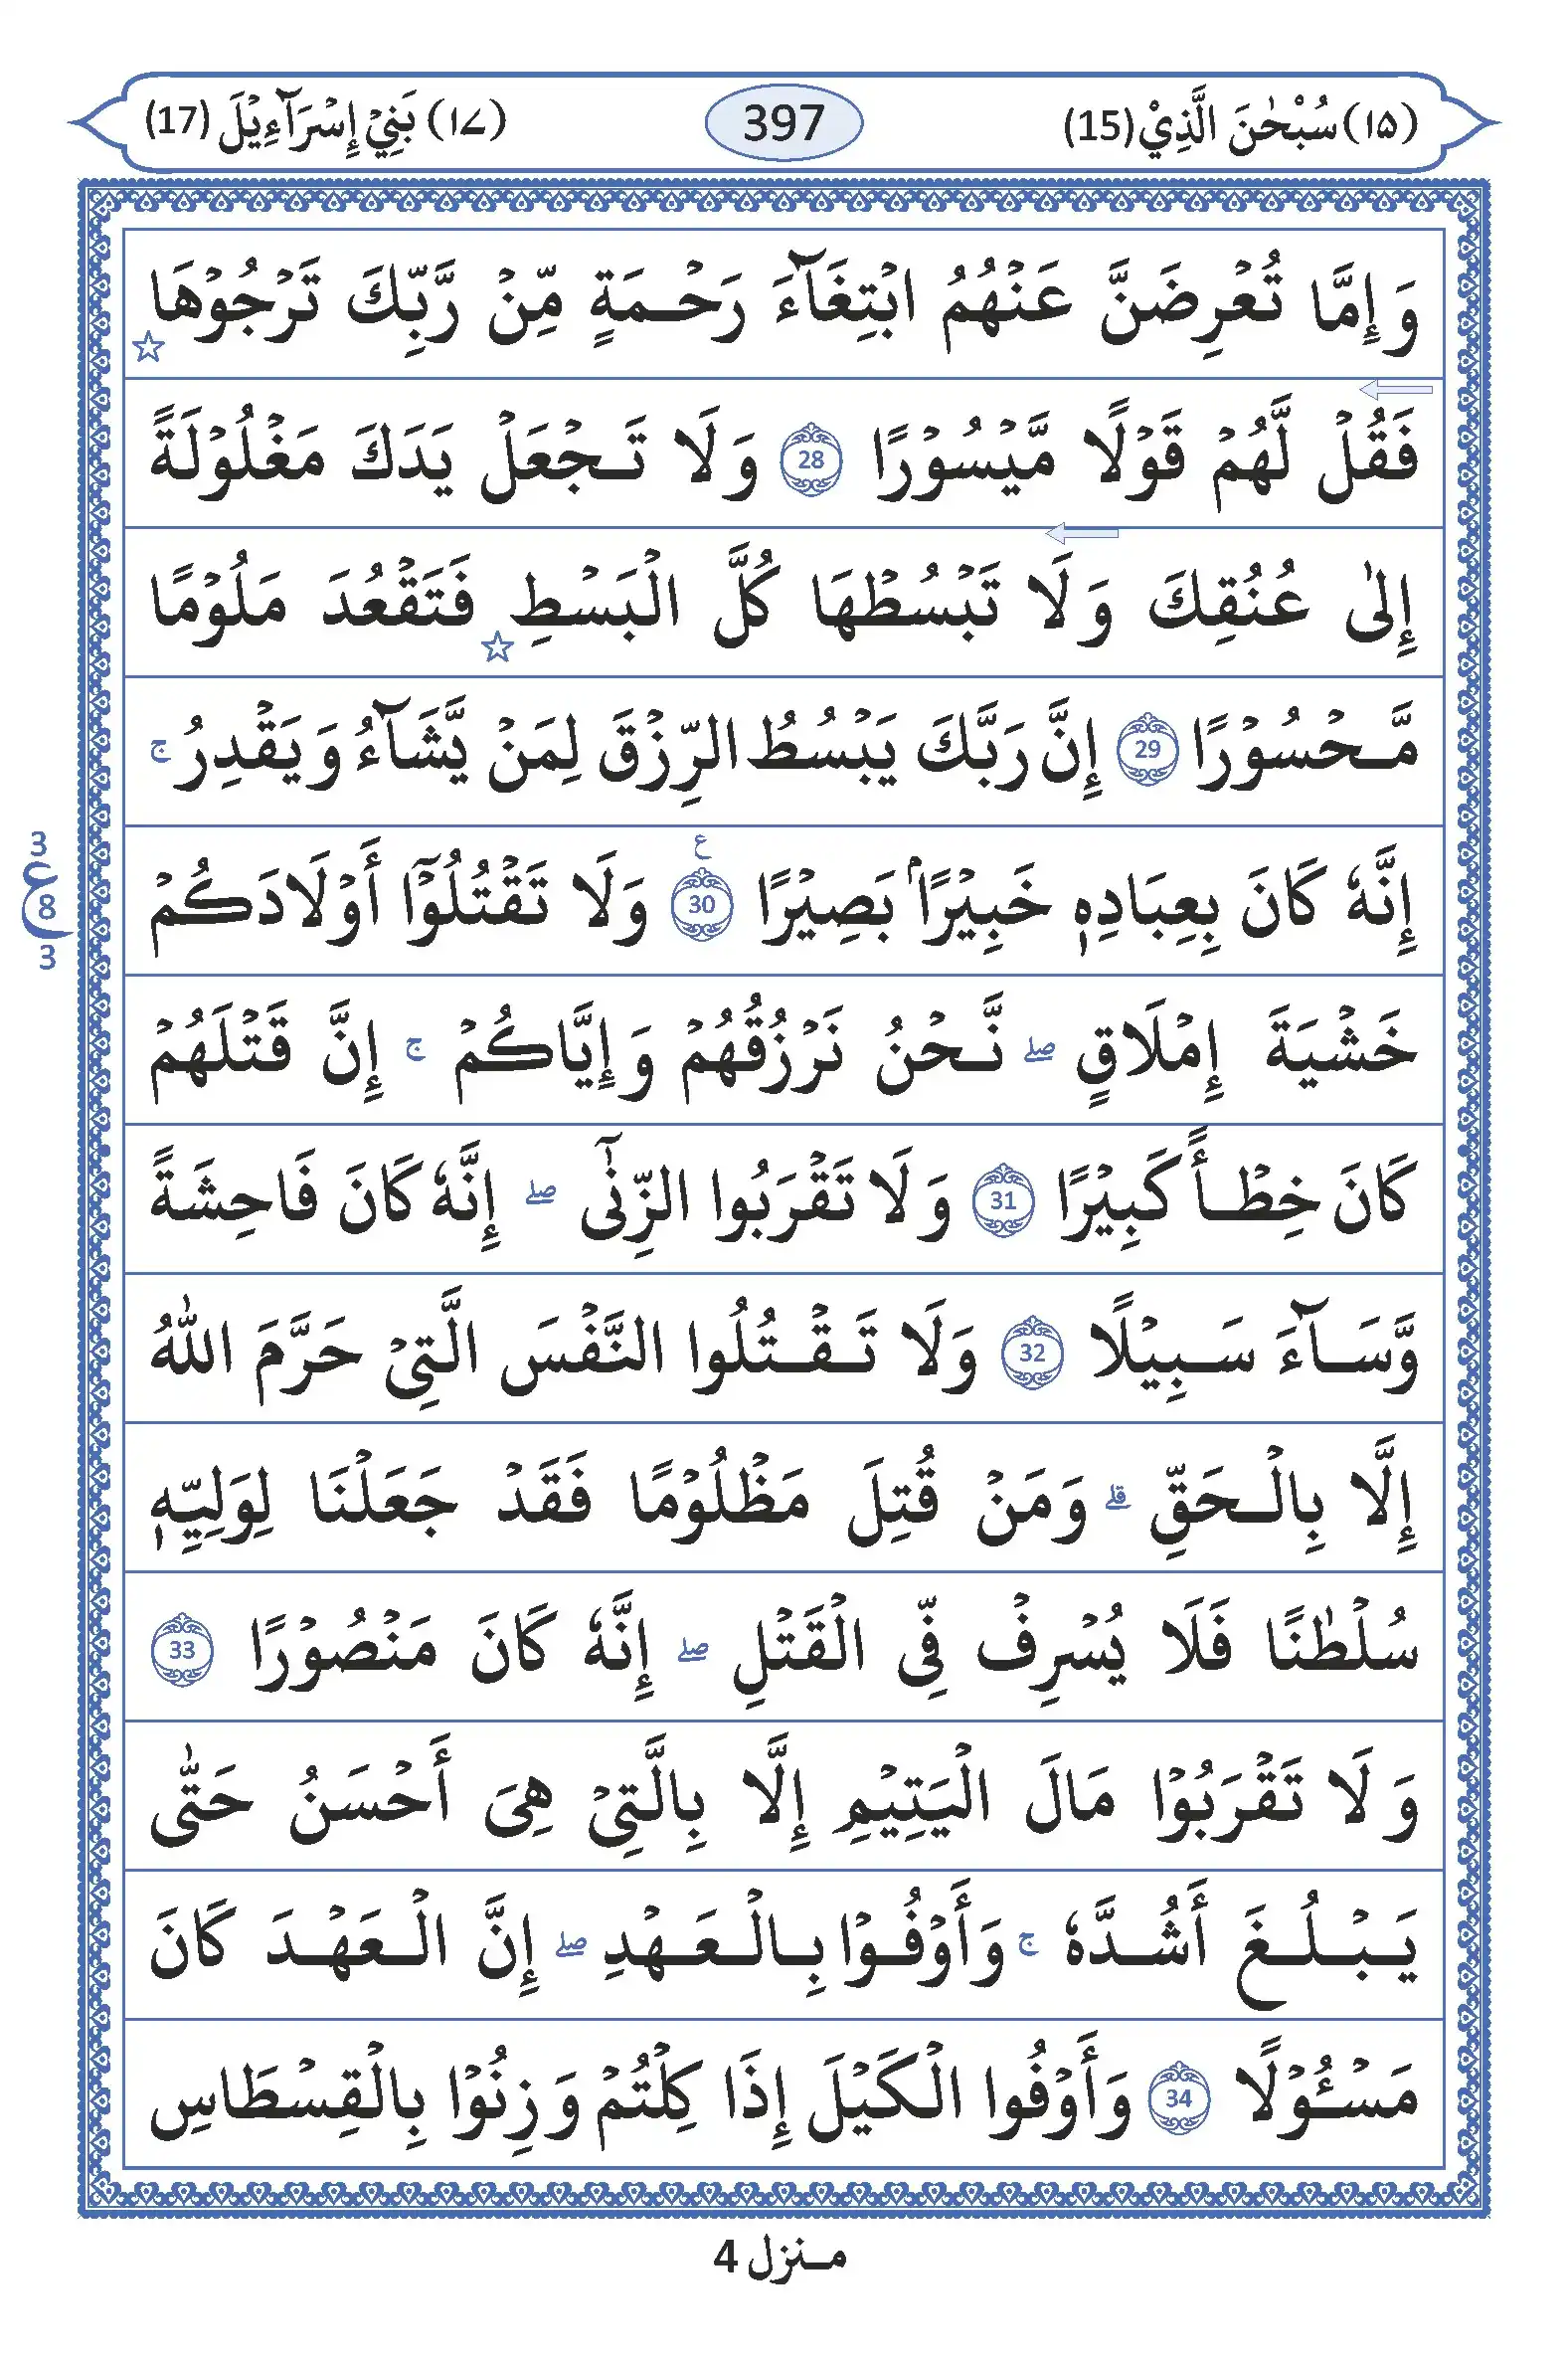 (١٥) سُبْحٰنَ الَّذِيْ (15) 397 (١٧) بَنِيْٓ إِسْرَآءِيْلَ (17)
وَ إِمَّا تُعْرِضَنَّ عَنْهُمُ ابْتِغَآءَ رَحْمَةٍ مِّنْ رَّبِّكَ تَرْجُوْهَا ☆
فَقُلْ لَّهُمْ قَوْلًا مَّيْسُوْرًا 28 وَ لَا تَجْعَلْ يَدَكَ مَغْلُوْلَةً
إِلٰى عُنُقِكَ وَ لَا تَبْسُطْهَا كُلَّ الْبَسْطِ ☆ فَتَقْعُدَ مَلُوْمًا
مَّحْسُوْرًا 29 إِنَّ رَبَّكَ يَبْسُطُ الرِّزْقَ لِمَنْ يَّشَآءُ وَ يَقْدِرُ ج
إِنَّهٗ كَانَ بِعِبَادِهٖ خَبِيْرًاۢ بَصِيْرًا 30 ع وَلَا تَقْتُلُوْٓا أَوْلَادَكُمْ
3 ع 8 3
خَشْيَةَ إِمْلَاقٍ صلے نَّحْنُ نَرْزُقُهُمْ وَ إِيَّاكُمْ ج إِنَّ قَتْلَهُمْ
كَانَ خِطْأً كَبِيْرًا 31 وَ لَا تَقْرَبُوا الزِّنٰٓى صلے إِنَّهٗ كَانَ فَاحِشَةً
وَّسَآءَ سَبِيْلًا 32 وَلَا تَقْتُلُوا النَّفْسَ الَّتِيْ حَرَّمَ اللّٰهُ
إِلَّا بِالْحَقِّ قلے وَ مَنْ قُتِلَ مَظْلُوْمًا فَقَدْ جَعَلْنَا لِوَلِيِّهٖ
سُلْطٰنًا فَلَا يُسْرِفْ فِّى الْقَتْلِ صلے إِنَّهٗ كَانَ مَنْصُوْرًا 33
وَ لَا تَقْرَبُوْا مَالَ الْيَتِيْمِ إِلَّا بِالَّتِيْ هِىَ أَحْسَنُ حَتّٰى
يَبْلُغَ أَشُدَّهٗ ج وَ أَوْفُوْا بِالْعَهْدِ صلے إِنَّ الْعَهْدَ كَانَ
مَسْـُٔوْلًا 34 وَ أَوْفُوا الْكَيْلَ إِذَا كِلْتُمْ وَ زِنُوْا بِالْقِسْطَاسِ
منزل 4